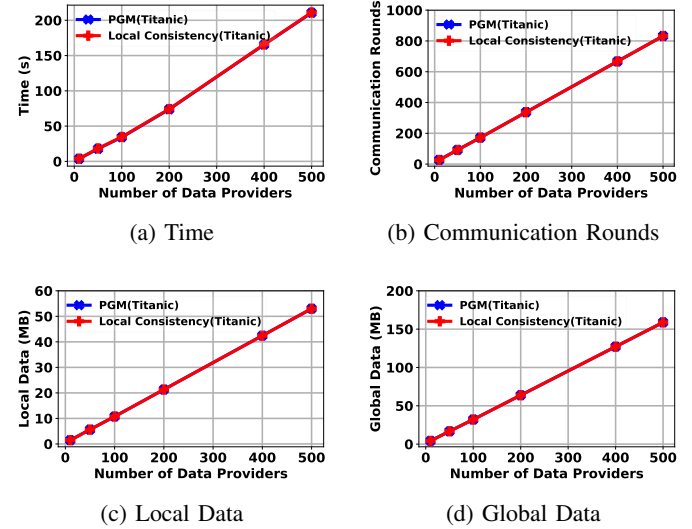 PGM(Titanic)
Local Consistency(Titanic)
Time (s)
200
150
100
50
0
0 100 200 300 400 500
Number of Data Providers
(a) Time
PGM(Titanic)
Local Consistency(Titanic)
Communication Rounds
1000
800
600
400
200
0
0 100 200 300 400 500
Number of Data Providers
(b) Communication Rounds
PGM(Titanic)
Local Consistency(Titanic)
Local Data (MB)
60
50
40
30
20
10
0
0 100 200 300 400 500
Number of Data Providers
(c) Local Data
PGM(Titanic)
Local Consistency(Titanic)
Global Data (MB)
200
150
100
50
0
0 100 200 300 400 500
Number of Data Providers
(d) Global Data